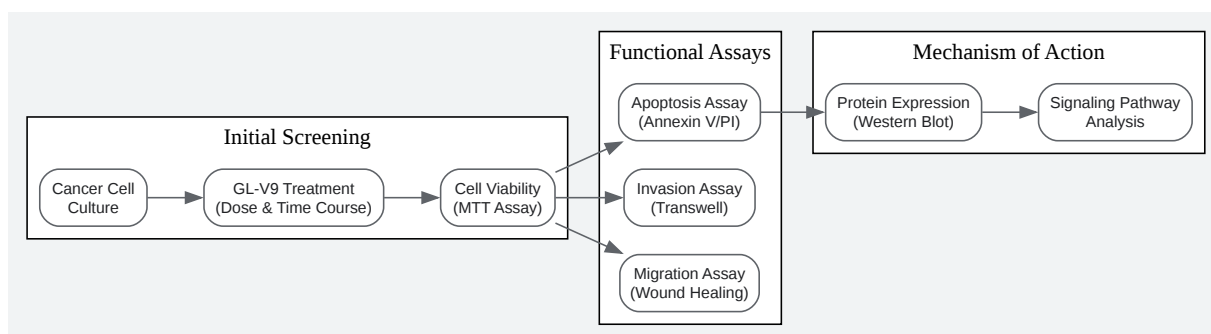 Initial Screening
Cancer Cell
Culture
GL-V9 Treatment
(Dose & Time Course)
Cell Viability
(MTT Assay)
Functional Assays
Apoptosis Assay
(Annexin V/PI)
Invasion Assay
(Transwell)
Migration Assay
(Wound Healing)
Mechanism of Action
Protein Expression
(Western Blot)
Signaling Pathway
Analysis